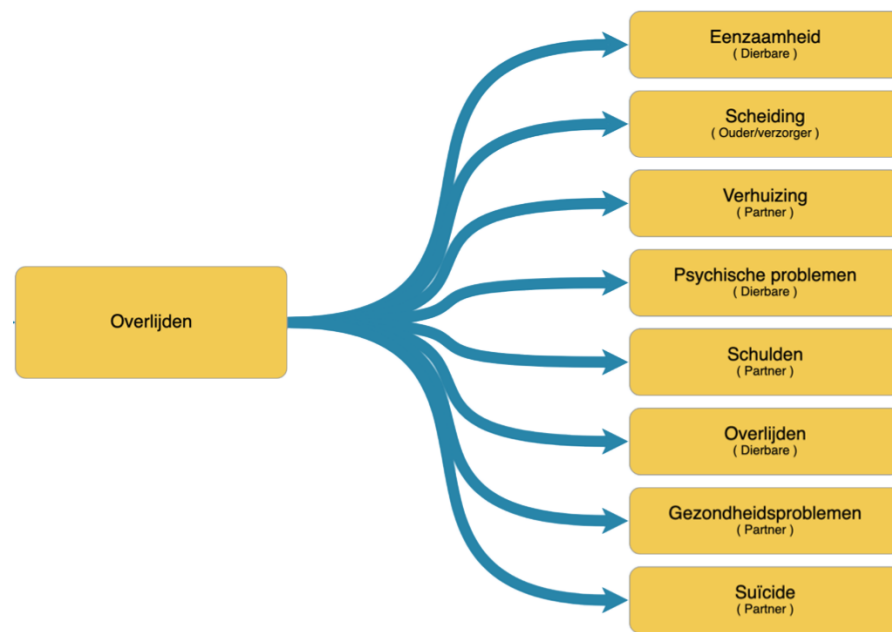 Overlijden
Eenzaamheid
( Dierbare )
Scheiding
( Ouder/verzorger )
Verhuizing
( Partner )
Psychische problemen
( Dierbare )
Schulden
( Partner )
Overlijden
( Dierbare )
Gezondheidsproblemen
( Partner )
Suïcide
( Partner )